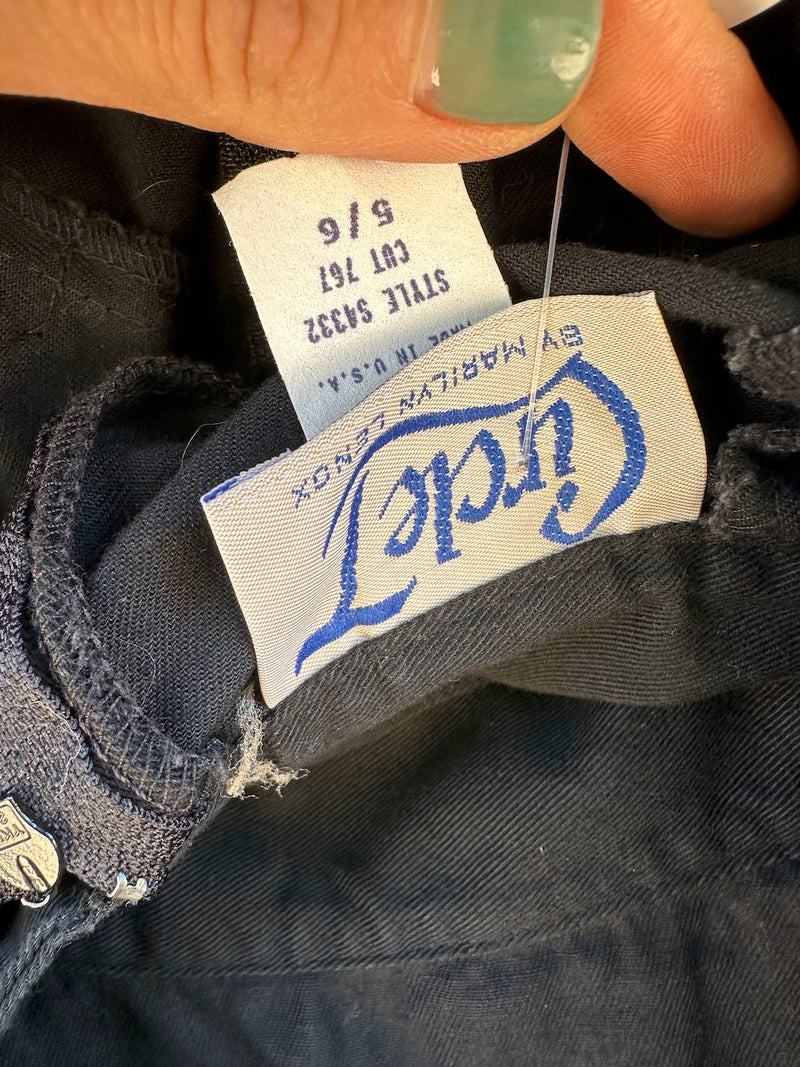 Circle T
BY MARILYN LENOX
MADE IN U.S.A.
STYLE S4332
CUT 767
5/6